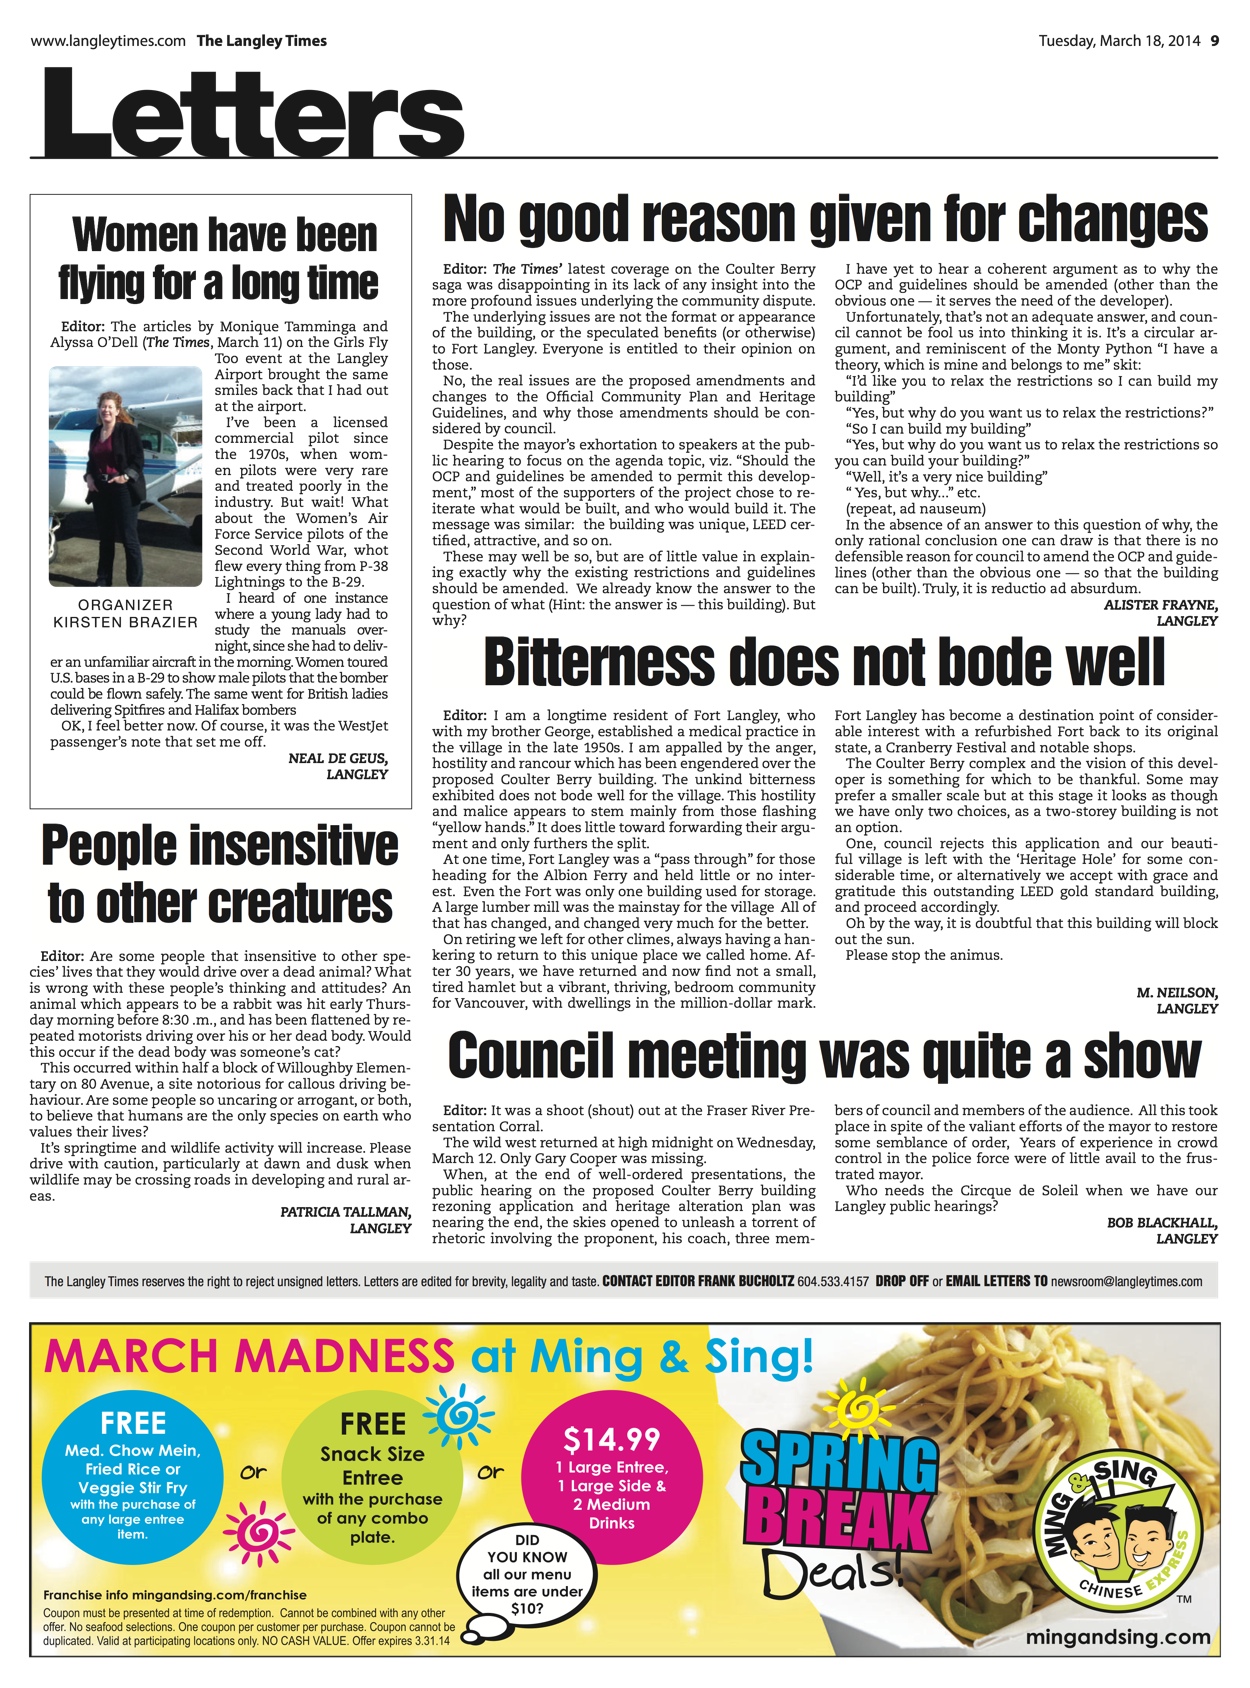 www.langleytimes.com The Langley Times
Tuesday, March 18, 2014 9
Letters
Women have been
flying for a long time
Editor: The articles by Monique Tamminga and
Alyssa O'Dell (The Times, March 11) on the Girls Fly
Too event at the Langley
Airport brought the same
smiles back that I had out
at the airport.
I've been a licensed
commercial pilot since
the 1970s, when wom-
en pilots were very rare
and treated poorly in the
industry. But wait! What
about the Women's Air
Force Service pilots of the
Second World War, whot
flew every thing from P-38
Lightnings to the B-29.
I heard of one instance
where a young lady had to
study the manuals over-
night, since she had to deliv-
er an unfamiliar aircraft in the morning. Women toured
U.S. bases in a B-29 to show male pilots that the bomber
could be flown safely. The same went for British ladies
delivering Spitfires and Halifax bombers
OK, I feel better now. Of course, it was the WestJet
passenger's note that set me off.
NEAL DE GEUS,
LANGLEY
ORGANIZER
KIRSTEN BRAZIER
People insensitive
to other creatures
Editor: Are some people that insensitive to other spe-
cies' lives that they would drive over a dead animal? What
is wrong with these people's thinking and attitudes? An
animal which appears to be a rabbit was hit early Thurs-
day morning before 8:30 .m., and has been flattened by re-
peated motorists driving over his or her dead body. Would
this occur if the dead body was someone's cat?
This occurred within half a block of Willoughby Elemen-
tary on 80 Avenue, a site notorious for callous driving be-
haviour. Are some people so uncaring or arrogant, or both,
to believe that humans are the only species on earth who
values their lives?
It's springtime and wildlife activity will increase. Please
drive with caution, particularly at dawn and dusk when
wildlife may be crossing roads in developing and rural ar-
eas.
PATRICIA TALLMAN,
LANGLEY
No good reason given for changes
Editor: The Times' latest coverage on the Coulter Berry
saga was disappointing in its lack of any insight into the
more profound issues underlying the community dispute.
The underlying issues are not the format or appearance
of the building, or the speculated benefits (or otherwise)
to Fort Langley. Everyone is entitled to their opinion on
those.
No, the real issues are the proposed amendments and
changes to the Official Community Plan and Heritage
Guidelines, and why those amendments should be con-
sidered by council.
Despite the mayor's exhortation to speakers at the pub-
lic hearing to focus on the agenda topic, viz. "Should the
OCP and guidelines be amended to permit this develop-
ment," most of the supporters of the project chose to re-
iterate what would be built, and who would build it. The
message was similar: the building was unique, LEED cer-
tified, attractive, and so on.
These may well be so, but are of little value in explain-
ing exactly why the existing restrictions and guidelines
should be amended. We already know the answer to the
question of what (Hint: the answer is — this building). But
why?
I have yet to hear a coherent argument as to why the
OCP and guidelines should be amended (other than the
obvious one — it serves the need of the developer).
Unfortunately, that's not an adequate answer, and coun-
cil cannot be fool us into thinking it is. It's a circular ar-
gument, and reminiscent of the Monty Python "I have a
theory, which is mine and belongs to me" skit:
"I'd like you to relax the restrictions so I can build my
building"
"Yes, but why do you want us to relax the restrictions?"
"So I can build my building"
"Yes, but why do you want us to relax the restrictions so
you can build your building?"
"Well, it's a very nice building"
" Yes, but why..." etc.
(repeat, ad nauseum)
In the absence of an answer to this question of why, the
only rational conclusion one can draw is that there is no
defensible reason for council to amend the OCP and guide-
lines (other than the obvious one — so that the building
can be built). Truly, it is reductio ad absurdum.
ALISTER FRAYNE,
LANGLEY
Bitterness does not bode well
Editor: I am a longtime resident of Fort Langley, who
with my brother George, established a medical practice in
the village in the late 1950s. I am appalled by the anger,
hostility and rancour which has been engendered over the
proposed Coulter Berry building. The unkind bitterness
exhibited does not bode well for the village. This hostility
and malice appears to stem mainly from those flashing
"yellow hands." It does little toward forwarding their argu-
ment and only furthers the split.
At one time, Fort Langley was a "pass through" for those
heading for the Albion Ferry and held little or no inter-
est. Even the Fort was only one building used for storage.
A large lumber mill was the mainstay for the village All of
that has changed, and changed very much for the better.
On retiring we left for other climes, always having a han-
kering to return to this unique place we called home. Af-
ter 30 years, we have returned and now find not a small,
tired hamlet but a vibrant, thriving, bedroom community
for Vancouver, with dwellings in the million-dollar mark.
Fort Langley has become a destination point of consider-
able interest with a refurbished Fort back to its original
state, a Cranberry Festival and notable shops.
The Coulter Berry complex and the vision of this devel-
oper is something for which to be thankful. Some may
prefer a smaller scale but at this stage it looks as though
we have only two choices, as a two-storey building is not
an option.
One, council rejects this application and our beauti-
ful village is left with the 'Heritage Hole' for some con-
siderable time, or alternatively we accept with grace and
gratitude this outstanding LEED gold standard building,
and proceed accordingly.
Oh by the way, it is doubtful that this building will block
out the sun.
Please stop the animus.
M. NEILSON,
LANGLEY
Council meeting was quite a show
Editor: It was a shoot (shout) out at the Fraser River Pre-
sentation Corral.
The wild west returned at high midnight on Wednesday,
March 12. Only Gary Cooper was missing.
When, at the end of well-ordered presentations, the
public hearing on the proposed Coulter Berry building
rezoning application and heritage alteration plan was
nearing the end, the skies opened to unleash a torrent of
rhetoric involving the proponent, his coach, three mem-
bers of council and members of the audience. All this took
place in spite of the valiant efforts of the mayor to restore
some semblance of order, Years of experience in crowd
control in the police force were of little avail to the frus-
trated mayor.
Who needs the Circque de Soleil when we have our
Langley public hearings?
BOB BLACKHALL,
LANGLEY
The Langley Times reserves the right to reject unsigned letters. Letters are edited for brevity, legality and taste. CONTACT EDITOR FRANK BUCHOLTZ 604.533.4157 DROP OFF or EMAIL LETTERS TO newsroom@langleytimes.com
MARCH MADNESS at Ming & Sing!
FREE
Med. Chow Mein,
Fried Rice or
Veggie Stir Fry
with the purchase of
any large entree
item.
or
FREE
Snack Size
Entree
with the purchase
of any combo
plate.
or
$14.99
1 Large Entree,
1 Large Side &
2 Medium
Drinks
DID
YOU KNOW
all our menu
items are under
$10?
SPRING
BREAK
Deals!
MING & SING
CHINESE EXPRESS
TM
Franchise info mingandsing.com/franchise
Coupon must be presented at time of redemption. Cannot be combined with any other
offer. No seafood selections. One coupon per customer per purchase. Coupon cannot be
duplicated. Valid at participating locations only. NO CASH VALUE. Offer expires 3.31.14
mingandsing.com